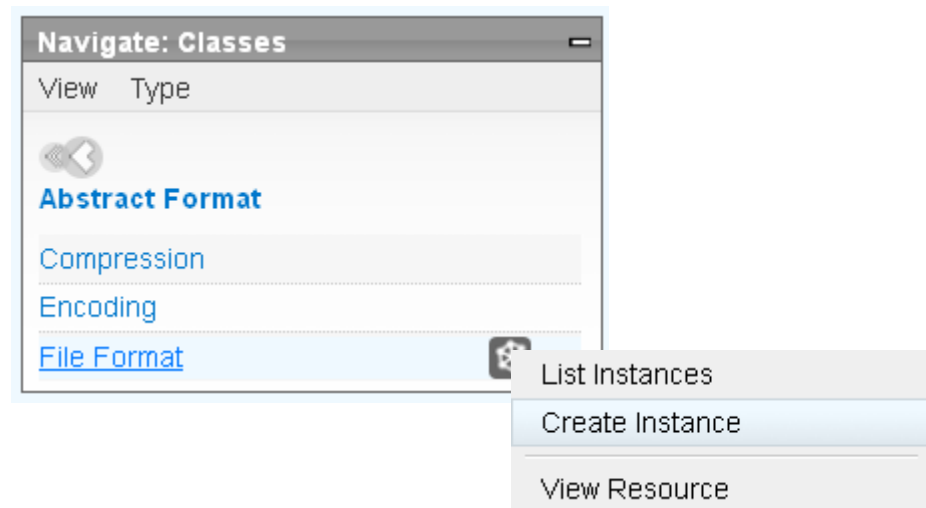 Navigate: Classes
View Type
Abstract Format
Compression
Encoding
File Format
List Instances
Create Instance
View Resource